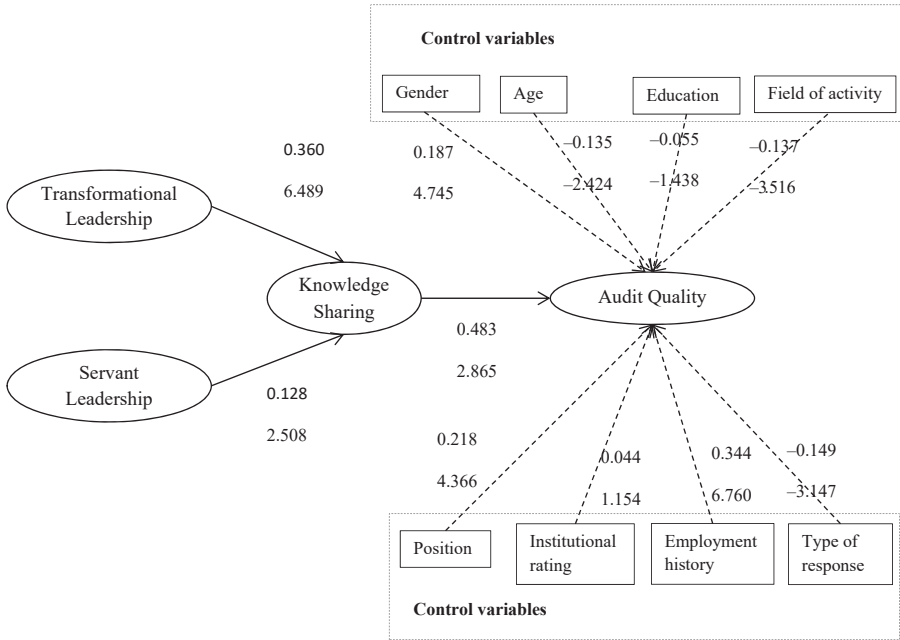 Control variables
Gender
Age
Education
Field of activity
0.360
6.489
0.187
4.745
–0.135
–2.424
–0.055
–1.438
–0.137
–3.516
Transformational
Leadership
Knowledge
Sharing
Audit Quality
0.483
2.865
Servant
Leadership
0.128
2.508
0.218
4.366
0.044
1.154
0.344
6.760
–0.149
–3.147
Position
Institutional
rating
Employment
history
Type of
response
Control variables